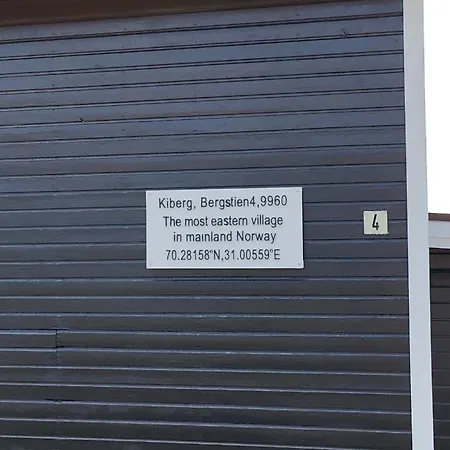 Kiberg, Bergstien4,9960
The most eastern village
in mainland Norway
70.28158°N,31.00559°E
4